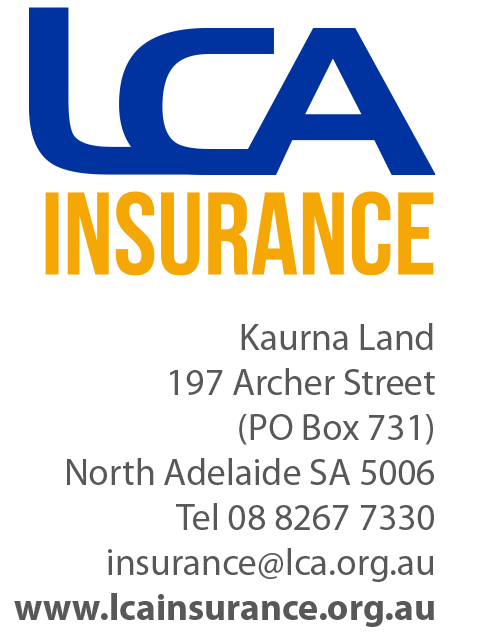 LCA
INSURANCE
Kaurna Land
197 Archer Street
(PO Box 731)
North Adelaide SA 5006
Tel 08 8267 7330
insurance@lca.org.au
www.lcainsurance.org.au